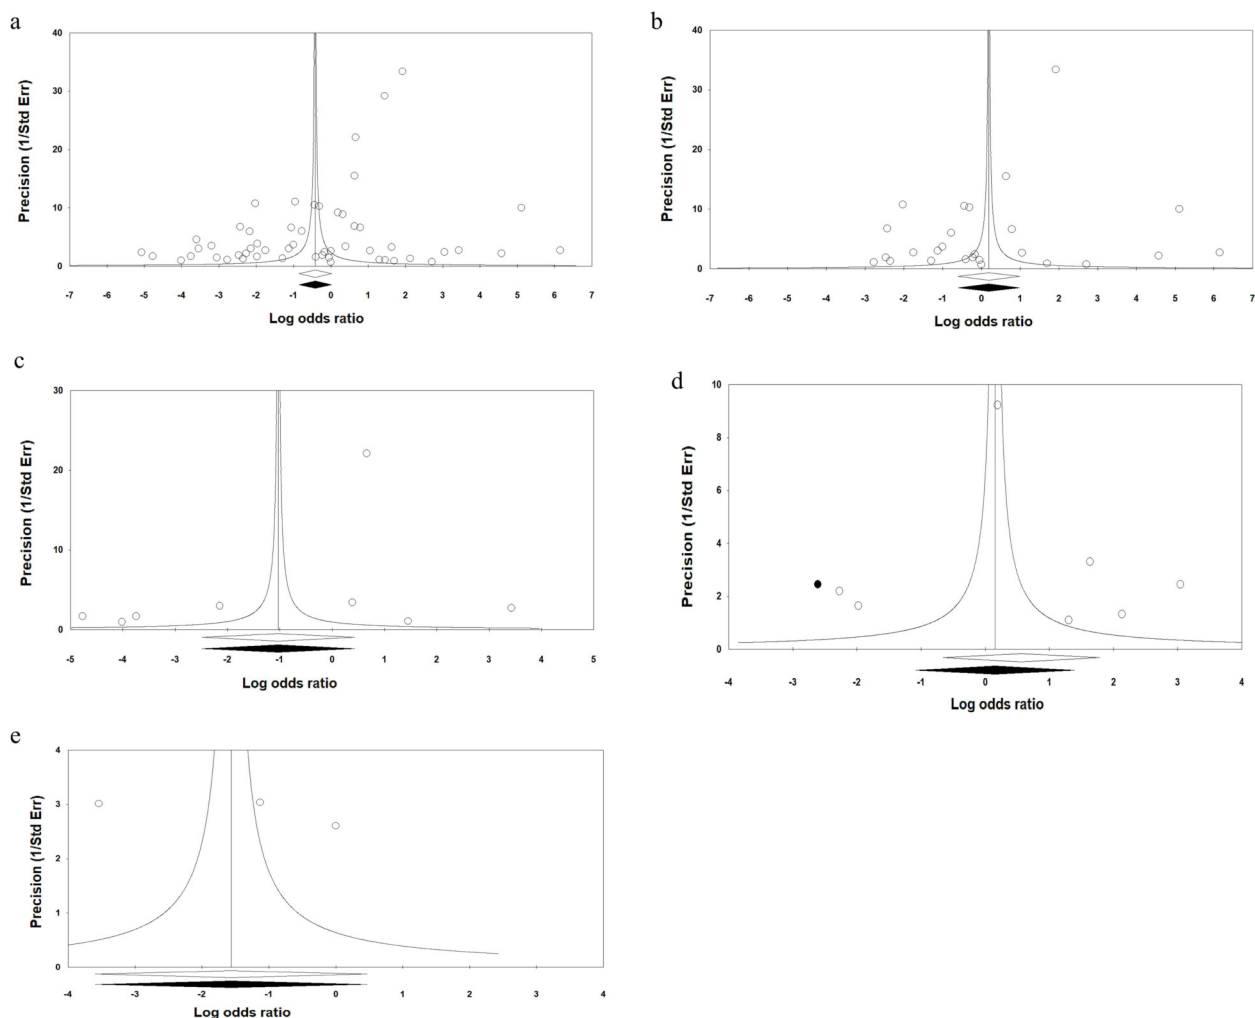 a
Precision (1/Std Err)
40
30
20
10
0
-7 -6 -5 -4 -3 -2 -1 0 1 2 3 4 5 6 7
Log odds ratio
b
Precision (1/Std Err)
40
30
20
10
0
-7 -6 -5 -4 -3 -2 -1 0 1 2 3 4 5 6 7
Log odds ratio
c
Precision (1/Std Err)
30
20
10
0
-5 -4 -3 -2 -1 0 1 2 3 4 5
Log odds ratio
d
Precision (1/Std Err)
10
8
6
4
2
0
-4 -3 -2 -1 0 1 2 3 4
Log odds ratio
e
Precision (1/Std Err)
4
3
2
1
0
-4 -3 -2 -1 0 1 2 3 4
Log odds ratio